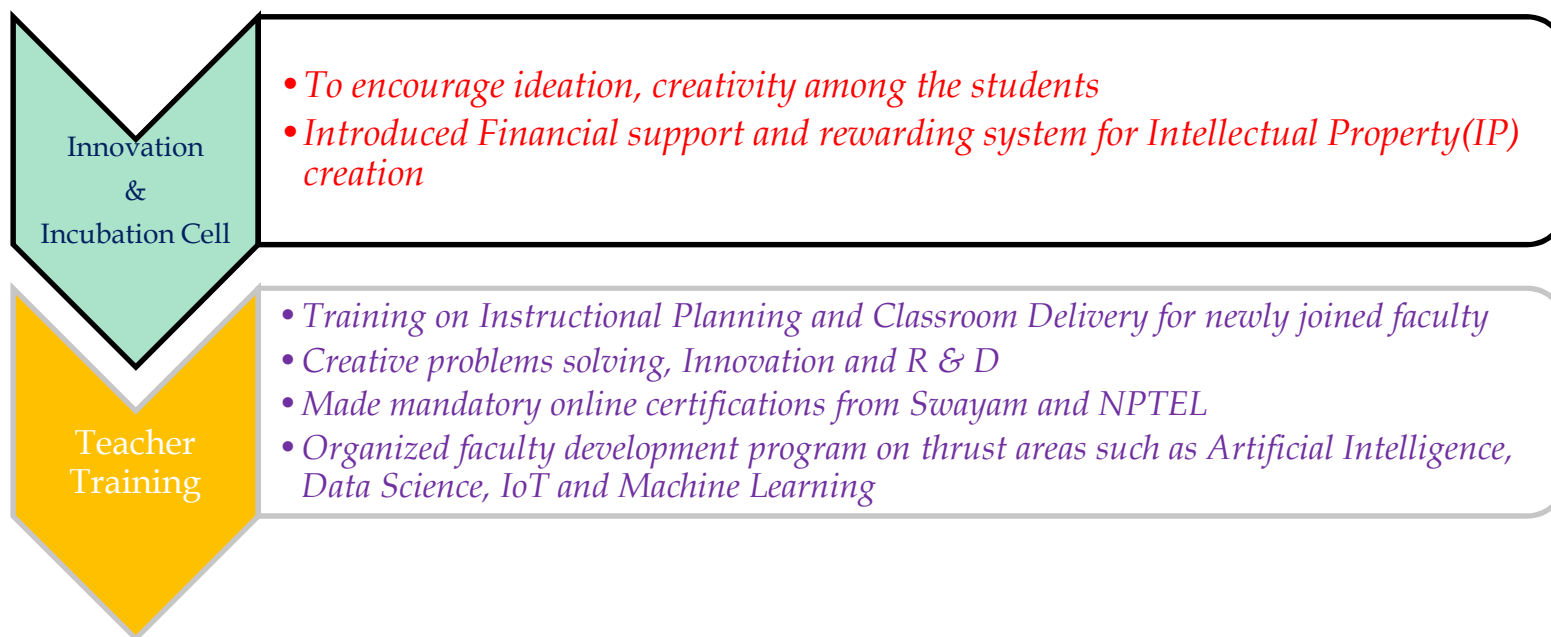 Innovation
&
Incubation Cell
•To encourage ideation, creativity among the students
•Introduced Financial support and rewarding system for Intellectual Property(IP)
creation
Teacher
Training
•Training on Instructional Planning and Classroom Delivery for newly joined faculty
•Creative problems solving, Innovation and R & D
•Made mandatory online certifications from Swayam and NPTEL
•Organized faculty development program on thrust areas such as Artificial Intelligence,
Data Science, IoT and Machine Learning